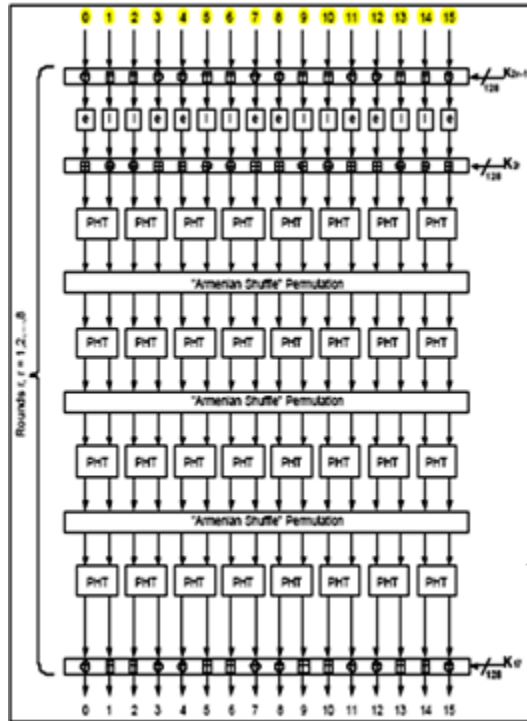 0 1 2 3 4 5 6 7 8 9 10 11 12 13 14 15
K2r-1
128
e l l e e l l e e l l e e l l e
K2r
128
PHT PHT PHT PHT PHT PHT PHT PHT
"Armenian Shuffle" Permutation
PHT PHT PHT PHT PHT PHT PHT PHT
"Armenian Shuffle" Permutation
PHT PHT PHT PHT PHT PHT PHT PHT
"Armenian Shuffle" Permutation
PHT PHT PHT PHT PHT PHT PHT PHT
K17
128
0 1 2 3 4 5 6 7 8 9 10 11 12 13 14 15
Rounds r, r = 1,2,...,8